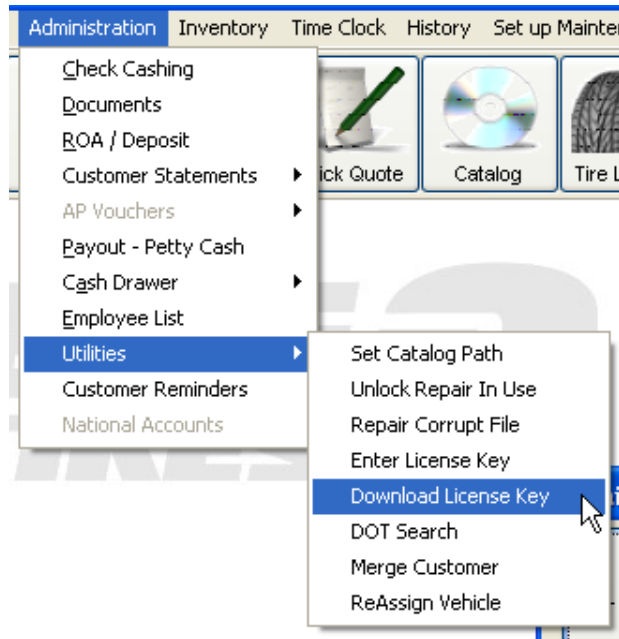 Administration Inventory Time Clock History Set up
Check Cashing
Documents
ROA / Deposit
Customer Statements
AP Vouchers
Payout - Petty Cash
Cash Drawer
Employee List
Utilities
Customer Reminders
National Accounts
Quote Catalog Tire
Set Catalog Path
Unlock Repair In Use
Repair Corrupt File
Enter License Key
Download License Key
DOT Search
Merge Customer
ReAssign Vehicle